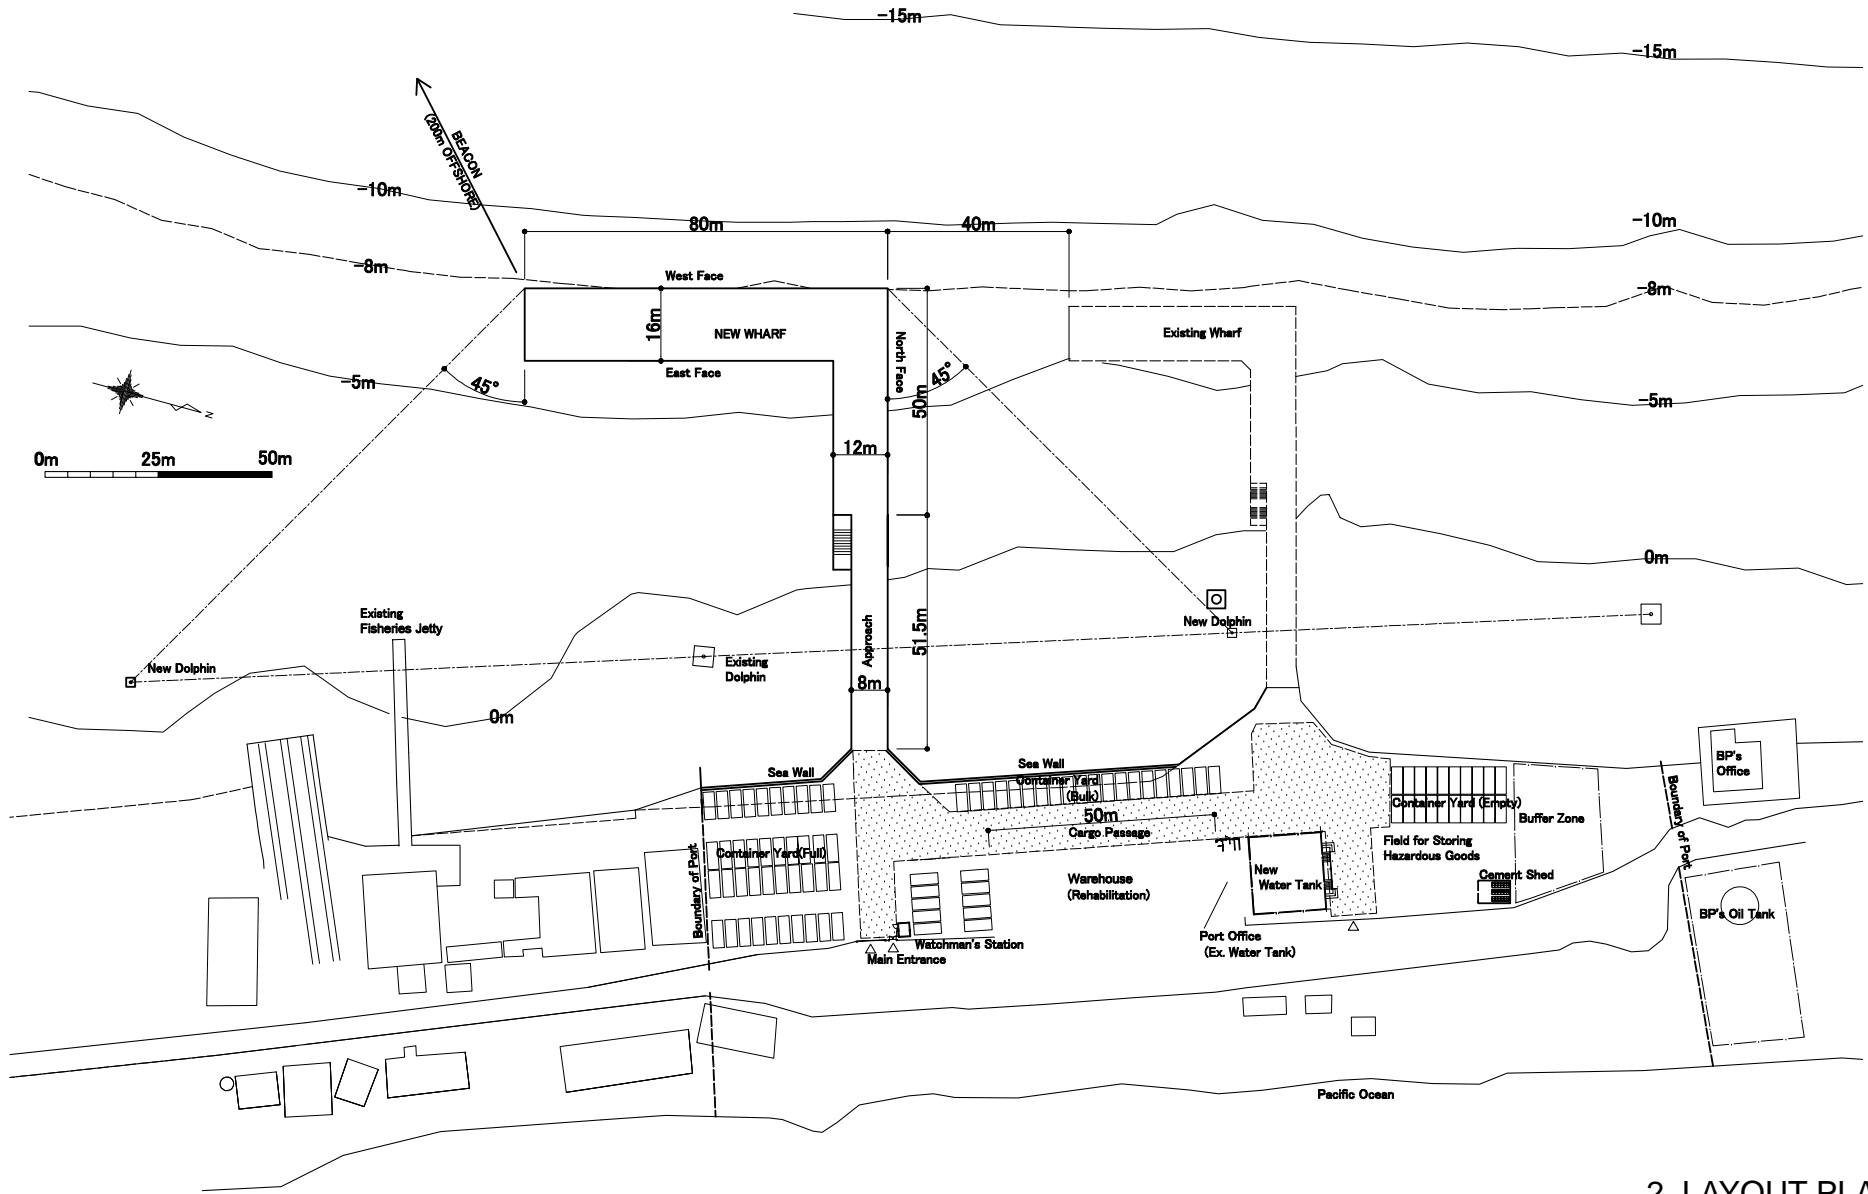 -15m
-15m
BEACON
(200m OFFSHORE)
-10m
-10m
80m
40m
-8m
West Face
-8m
16m
NEW WHARF
North Face
Existing Wharf
East Face
-5m
45°
45°
50m
-5m
N
12m
0m 25m 50m
0m
Existing
Fisheries Jetty
Approach
51.5m
New Dolphin
New Dolphin
Existing
Dolphin
8m
0m
Sea Wall
Sea Wall
Container Yard
(Bulk)
BP's
Office
Boundary of Port
Container Yard (Empty)
50m
Cargo Passage
Buffer Zone
Field for Storing
Hazardous Goods
Container Yard(Full)
Boundary of Port
Warehouse
(Rehabilitation)
New
Water Tank
Cement Shed
BP's Oil Tank
Port Office
(Ex. Water Tank)
Watchman's Station
Main Entrance
Pacific Ocean
2. LAYOUT PLA